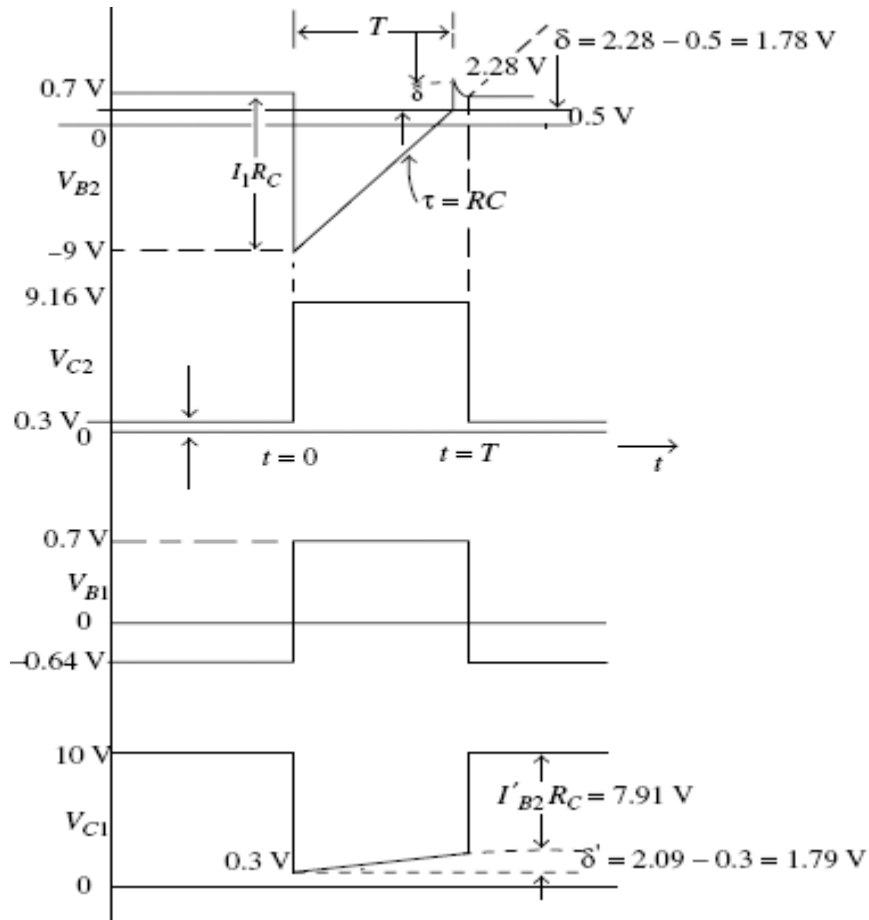 T
δ = 2.28 − 0.5 = 1.78 V
2.28 V
0.7 V
δ
0.5 V
0
V_B2
I_1R_C
τ = RC
−9 V
9.16 V
V_C2
0.3 V
0
t = 0
t = T
t
0.7 V
V_B1
0
−0.64 V
10 V
I′_B2 R_C = 7.91 V
V_C1
0.3 V
δ' = 2.09 − 0.3 = 1.79 V
0